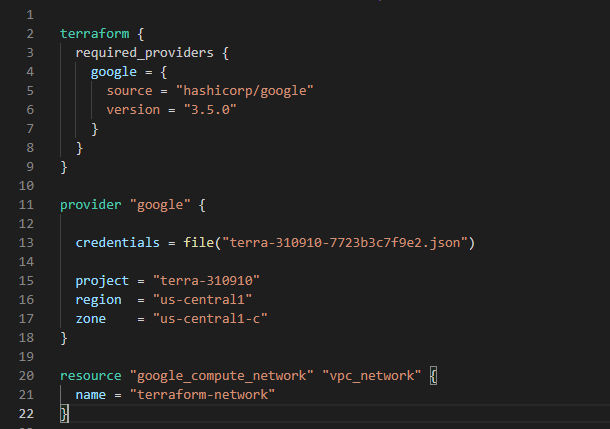 1
2 terraform {
3   required_providers {
4     google = {
5       source = "hashicorp/google"
6       version = "3.5.0"
7     }
8   }
9 }
10
11 provider "google" {
12
13   credentials = file("terra-310910-7723b3c7f9e2.json")
14
15   project = "terra-310910"
16   region  = "us-central1"
17   zone    = "us-central1-c"
18 }
19
20 resource "google_compute_network" "vpc_network" {
21   name = "terraform-network"
22 }